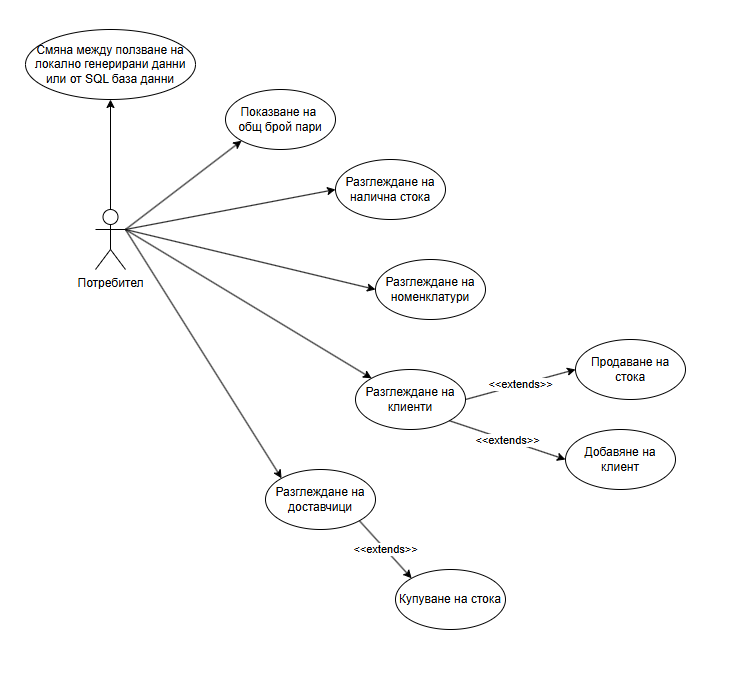 Смяна между ползване на
локално генерирани данни
или от SQL база данни
Показване на
общ брой пари
Разглеждане на
налична стока
Потребител
Разглеждане на
номенклатури
Продаване на
стока
<<extends>>
Разглеждане на
клиенти
<<extends>>
Добавяне на
клиент
Разглеждане на
доставчици
<<extends>>
Купуване на стока